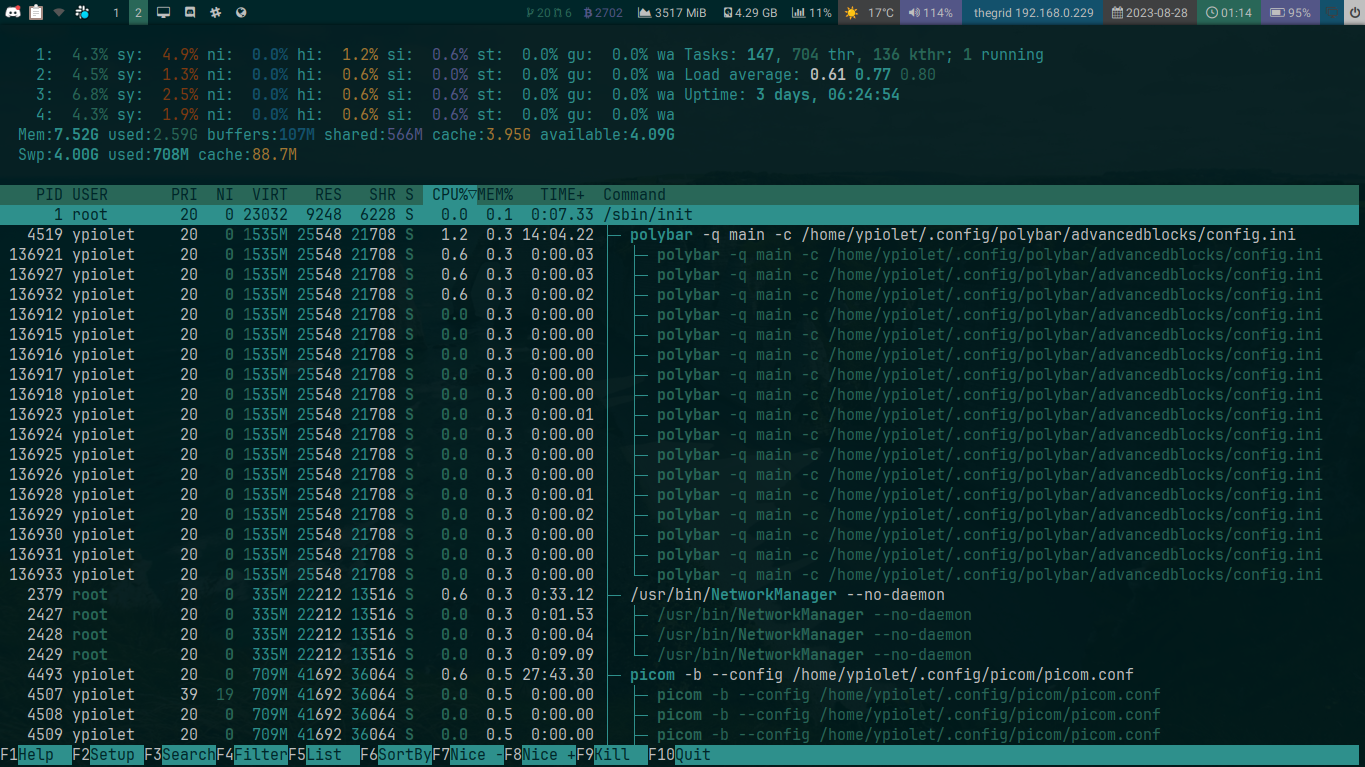 1 2 20 6 2702 3517 MiB 4.29 GB 11% 17°C 114% thegrid 192.168.0.229 2023-08-28 01:14 95%
1: 4.3% sy: 4.9% ni: 0.0% hi: 1.2% si: 0.6% st: 0.0% gu: 0.0% wa Tasks: 147, 704 thr, 136 kthr; 1 running
2: 4.5% sy: 1.3% ni: 0.0% hi: 0.6% si: 0.0% st: 0.0% gu: 0.0% wa Load average: 0.61 0.77 0.80
3: 6.8% sy: 2.5% ni: 0.0% hi: 0.6% si: 0.6% st: 0.0% gu: 0.0% wa Uptime: 3 days, 06:24:54
4: 4.3% sy: 1.9% ni: 0.0% hi: 0.6% si: 0.6% st: 0.0% gu: 0.0% wa
Mem:7.52G used:2.59G buffers:107M shared:566M cache:3.95G available:4.09G
Swp:4.00G used:708M cache:88.7M
PID USER PRI NI VIRT RES SHR S CPU%▽MEM% TIME+ Command
1 root 20 0 23032 9248 6228 S 0.0 0.1 0:07.33 /sbin/init
4519 ypiolet 20 0 1535M 25548 21708 S 1.2 0.3 14:04.22 polybar -q main -c /home/ypiolet/.config/polybar/advancedblocks/config.ini
136921 ypiolet 20 0 1535M 25548 21708 S 0.6 0.3 0:00.03 polybar -q main -c /home/ypiolet/.config/polybar/advancedblocks/config.ini
136927 ypiolet 20 0 1535M 25548 21708 S 0.6 0.3 0:00.03 polybar -q main -c /home/ypiolet/.config/polybar/advancedblocks/config.ini
136932 ypiolet 20 0 1535M 25548 21708 S 0.6 0.3 0:00.02 polybar -q main -c /home/ypiolet/.config/polybar/advancedblocks/config.ini
136912 ypiolet 20 0 1535M 25548 21708 S 0.0 0.3 0:00.00 polybar -q main -c /home/ypiolet/.config/polybar/advancedblocks/config.ini
136915 ypiolet 20 0 1535M 25548 21708 S 0.0 0.3 0:00.00 polybar -q main -c /home/ypiolet/.config/polybar/advancedblocks/config.ini
136916 ypiolet 20 0 1535M 25548 21708 S 0.0 0.3 0:00.00 polybar -q main -c /home/ypiolet/.config/polybar/advancedblocks/config.ini
136917 ypiolet 20 0 1535M 25548 21708 S 0.0 0.3 0:00.00 polybar -q main -c /home/ypiolet/.config/polybar/advancedblocks/config.ini
136918 ypiolet 20 0 1535M 25548 21708 S 0.0 0.3 0:00.00 polybar -q main -c /home/ypiolet/.config/polybar/advancedblocks/config.ini
136923 ypiolet 20 0 1535M 25548 21708 S 0.0 0.3 0:00.01 polybar -q main -c /home/ypiolet/.config/polybar/advancedblocks/config.ini
136924 ypiolet 20 0 1535M 25548 21708 S 0.0 0.3 0:00.00 polybar -q main -c /home/ypiolet/.config/polybar/advancedblocks/config.ini
136925 ypiolet 20 0 1535M 25548 21708 S 0.0 0.3 0:00.00 polybar -q main -c /home/ypiolet/.config/polybar/advancedblocks/config.ini
136926 ypiolet 20 0 1535M 25548 21708 S 0.0 0.3 0:00.00 polybar -q main -c /home/ypiolet/.config/polybar/advancedblocks/config.ini
136928 ypiolet 20 0 1535M 25548 21708 S 0.0 0.3 0:00.01 polybar -q main -c /home/ypiolet/.config/polybar/advancedblocks/config.ini
136929 ypiolet 20 0 1535M 25548 21708 S 0.0 0.3 0:00.02 polybar -q main -c /home/ypiolet/.config/polybar/advancedblocks/config.ini
136930 ypiolet 20 0 1535M 25548 21708 S 0.0 0.3 0:00.00 polybar -q main -c /home/ypiolet/.config/polybar/advancedblocks/config.ini
136931 ypiolet 20 0 1535M 25548 21708 S 0.0 0.3 0:00.00 polybar -q main -c /home/ypiolet/.config/polybar/advancedblocks/config.ini
136933 ypiolet 20 0 1535M 25548 21708 S 0.0 0.3 0:00.00 polybar -q main -c /home/ypiolet/.config/polybar/advancedblocks/config.ini
2379 root 20 0 335M 22212 13516 S 0.6 0.3 0:33.12 /usr/bin/NetworkManager --no-daemon
2427 root 20 0 335M 22212 13516 S 0.0 0.3 0:01.53 /usr/bin/NetworkManager --no-daemon
2428 root 20 0 335M 22212 13516 S 0.0 0.3 0:00.04 /usr/bin/NetworkManager --no-daemon
2429 root 20 0 335M 22212 13516 S 0.0 0.3 0:09.09 /usr/bin/NetworkManager --no-daemon
4493 ypiolet 20 0 709M 41692 36064 S 0.6 0.5 27:43.30 picom -b --config /home/ypiolet/.config/picom/picom.conf
4507 ypiolet 39 19 709M 41692 36064 S 0.0 0.5 0:00.00 picom -b --config /home/ypiolet/.config/picom/picom.conf
4508 ypiolet 20 0 709M 41692 36064 S 0.0 0.5 0:00.00 picom -b --config /home/ypiolet/.config/picom/picom.conf
4509 ypiolet 20 0 709M 41692 36064 S 0.0 0.5 0:00.00 picom -b --config /home/ypiolet/.config/picom/picom.conf
F1Help F2Setup F3SearchF4FilterF5List F6SortByF7Nice -F8Nice +F9Kill F10Quit